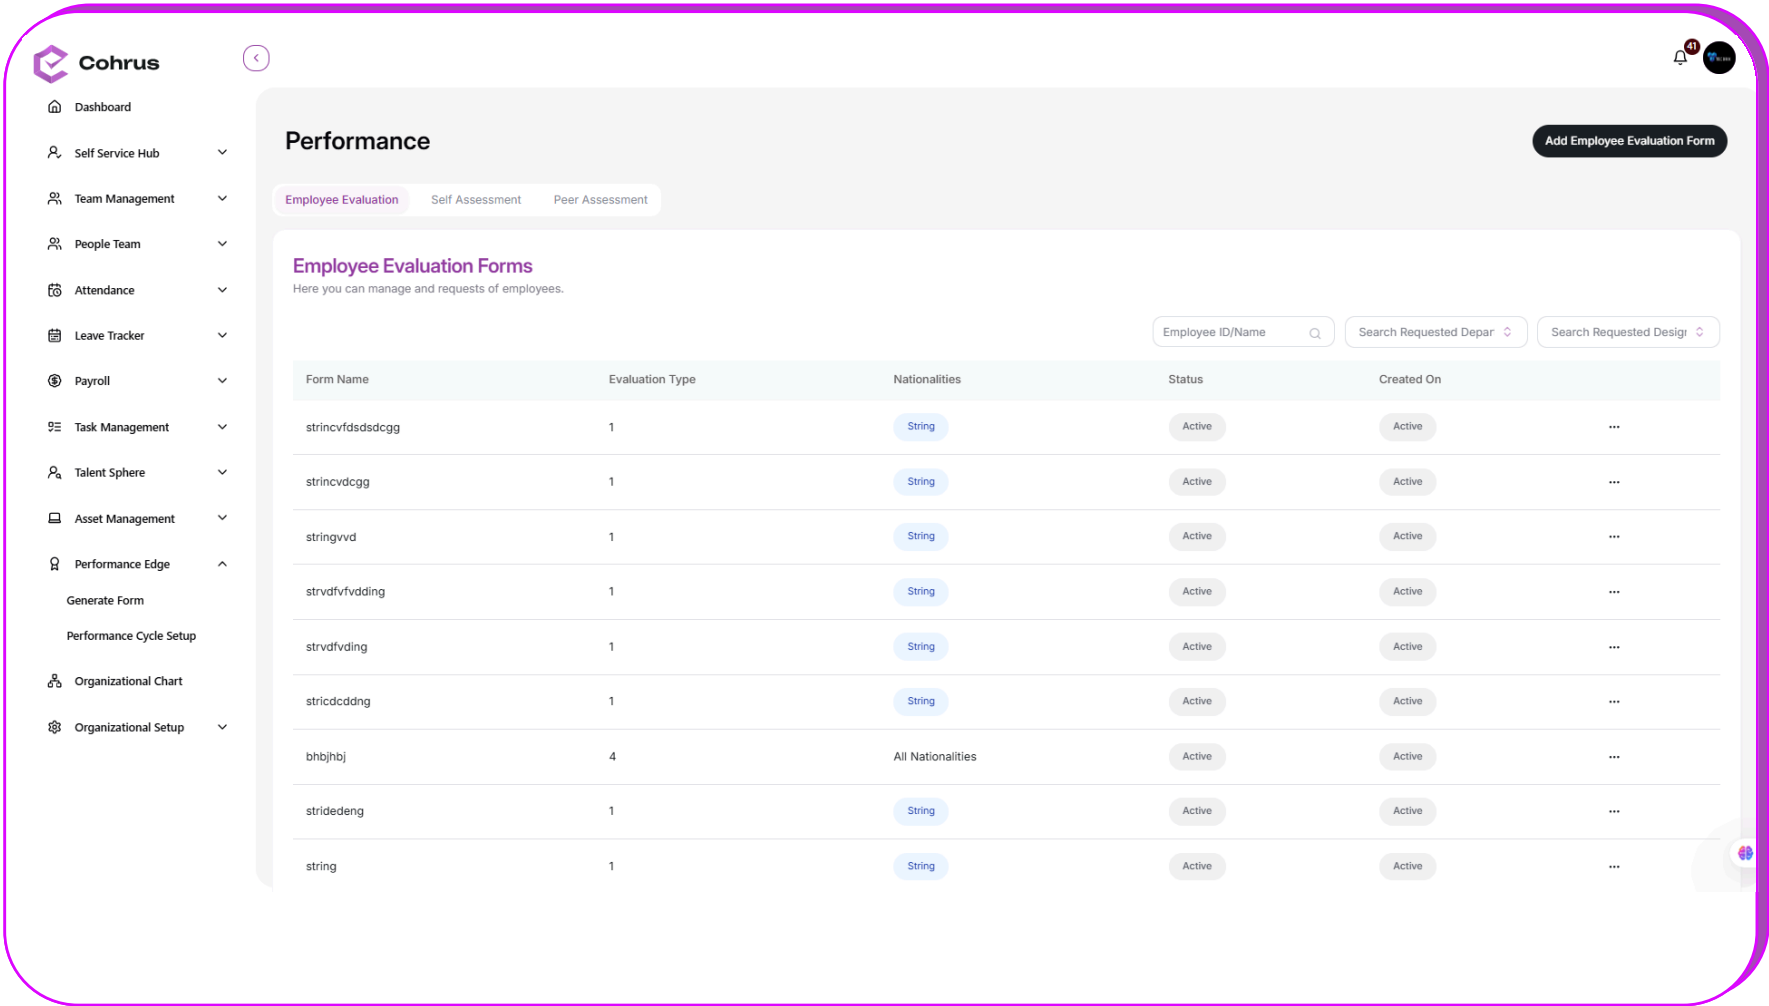 Cohrus
41
Dashboard
Self Service Hub
Team Management
People Team
Attendance
Leave Tracker
Payroll
Task Management
Talent Sphere
Asset Management
Performance Edge
Generate Form
Performance Cycle Setup
Organizational Chart
Organizational Setup
Performance
Add Employee Evaluation Form
Employee Evaluation Self Assessment Peer Assessment
Employee Evaluation Forms
Here you can manage and requests of employees.
Employee ID/Name Search Requested Depar Search Requested Desigr
Form Name Evaluation Type Nationalities Status Created On
strincvfdsdsdcgg 1 String Active Active ...
strincvdcgg 1 String Active Active ...
stringvvd 1 String Active Active ...
strvdfvfvdding 1 String Active Active ...
strvdfvding 1 String Active Active ...
stricdcddng 1 String Active Active ...
bhbjhbj 4 All Nationalities Active Active ...
stridedeng 1 String Active Active ...
string 1 String Active Active ...